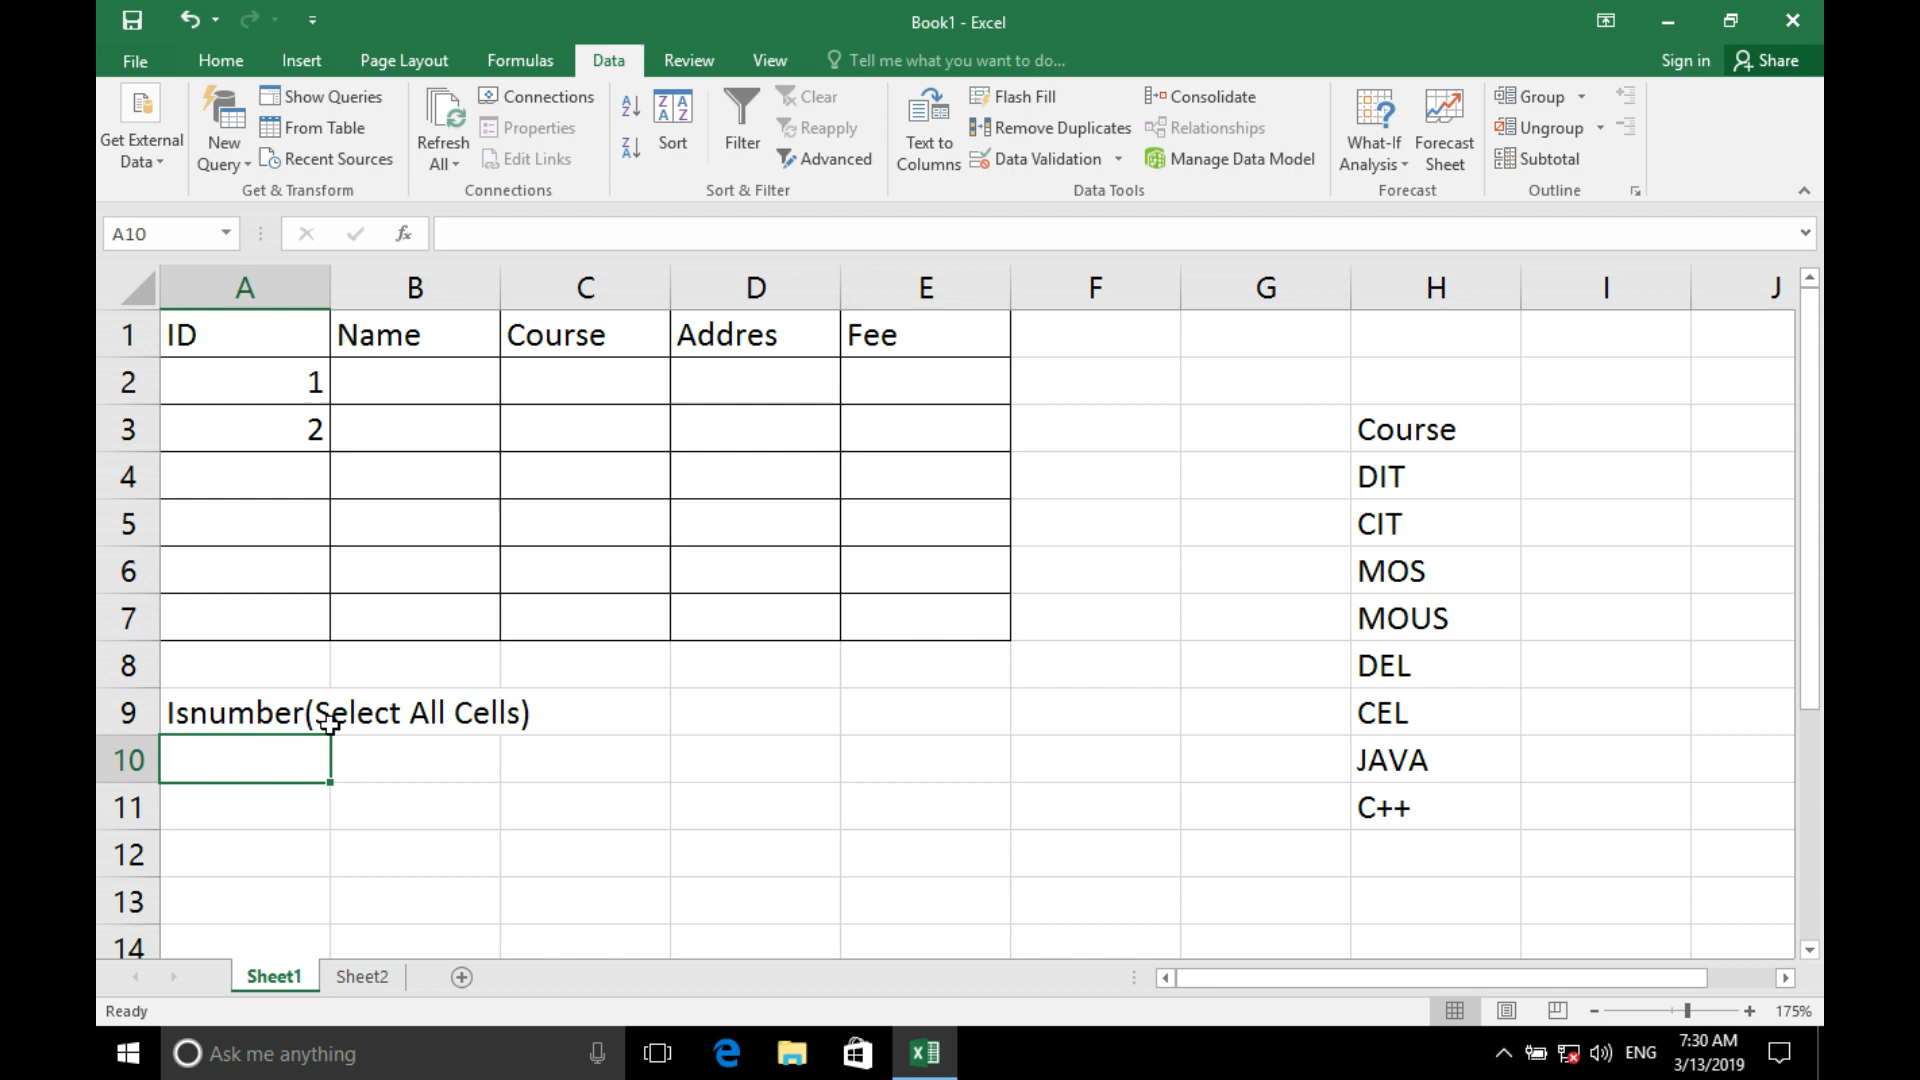 Book1 - Excel
File Home Insert Page Layout Formulas Data Review View Tell me what you want to do... Sign in Share
Get External Data
New Query
Show Queries
From Table
Recent Sources
Get & Transform
Refresh All
Connections
Properties
Edit Links
Connections
A Z
Z A
Z A A Z
Sort
Filter
Clear
Reapply
Advanced
Sort & Filter
Text to Columns
Flash Fill
Remove Duplicates
Data Validation
Consolidate
Relationships
Manage Data Model
Data Tools
What-If Analysis
Forecast Sheet
Forecast
Group
Ungroup
Subtotal
Outline
A10 fx
A B C D E F G H I J
1 ID Name Course Addres Fee
2 1
3 2 Course
4 DIT
5 CIT
6 MOS
7 MOUS
8 DEL
9 Isnumber(Select All Cells) CEL
10 JAVA
11 C++
12
13
14
Sheet1 Sheet2
Ready 175%
Ask me anything ENG 7:30 AM
3/13/2019